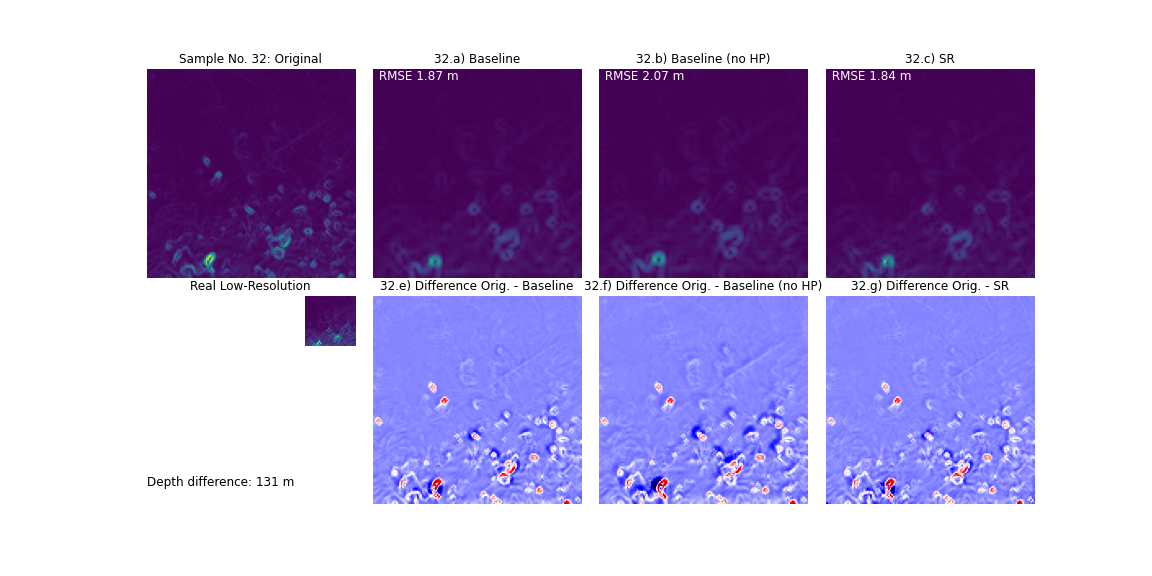 Sample No. 32: Original
32.a) Baseline
32.b) Baseline (no HP)
32.c) SR
RMSE 1.87 m
RMSE 2.07 m
RMSE 1.84 m
Real Low-Resolution
32.e) Difference Orig. - Baseline
32.f) Difference Orig. - Baseline (no HP)
32.g) Difference Orig. - SR
Depth difference: 131 m